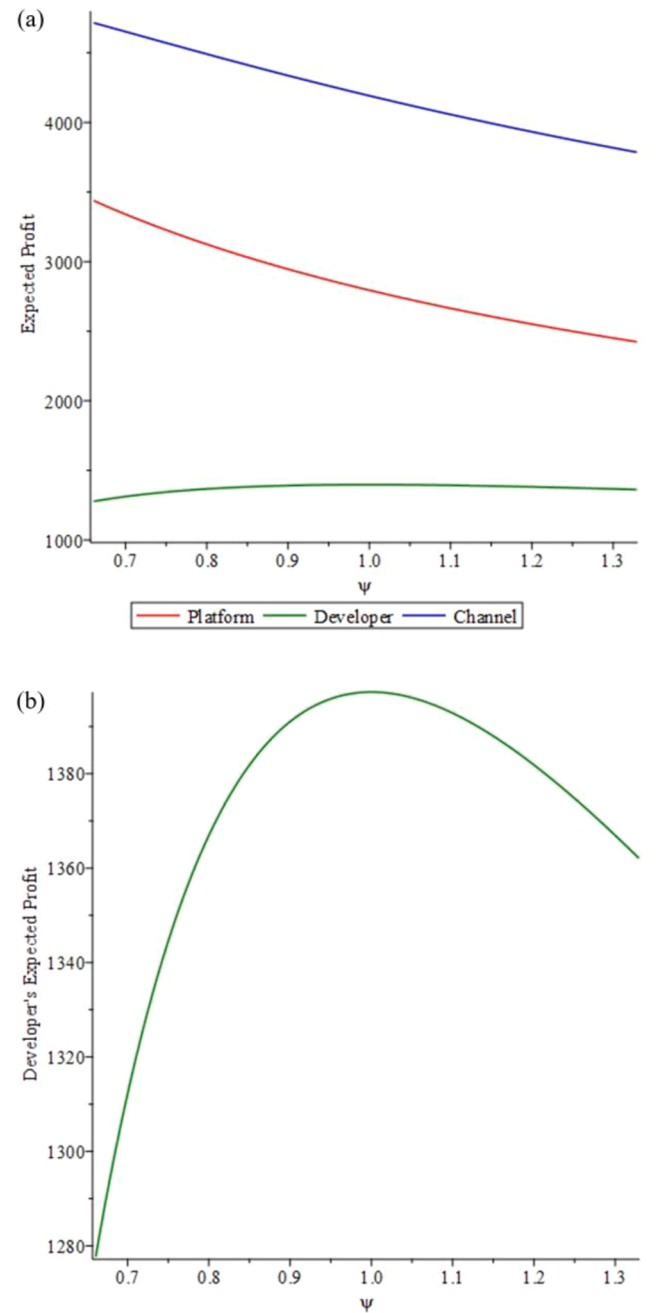 (a)
Expected Profit
4000
3000
2000
1000
0.7 0.8 0.9 1.0 1.1 1.2 1.3
ψ
Platform Developer Channel
(b)
Developer's Expected Profit
1380
1360
1340
1320
1300
1280
0.7 0.8 0.9 1.0 1.1 1.2 1.3
ψ